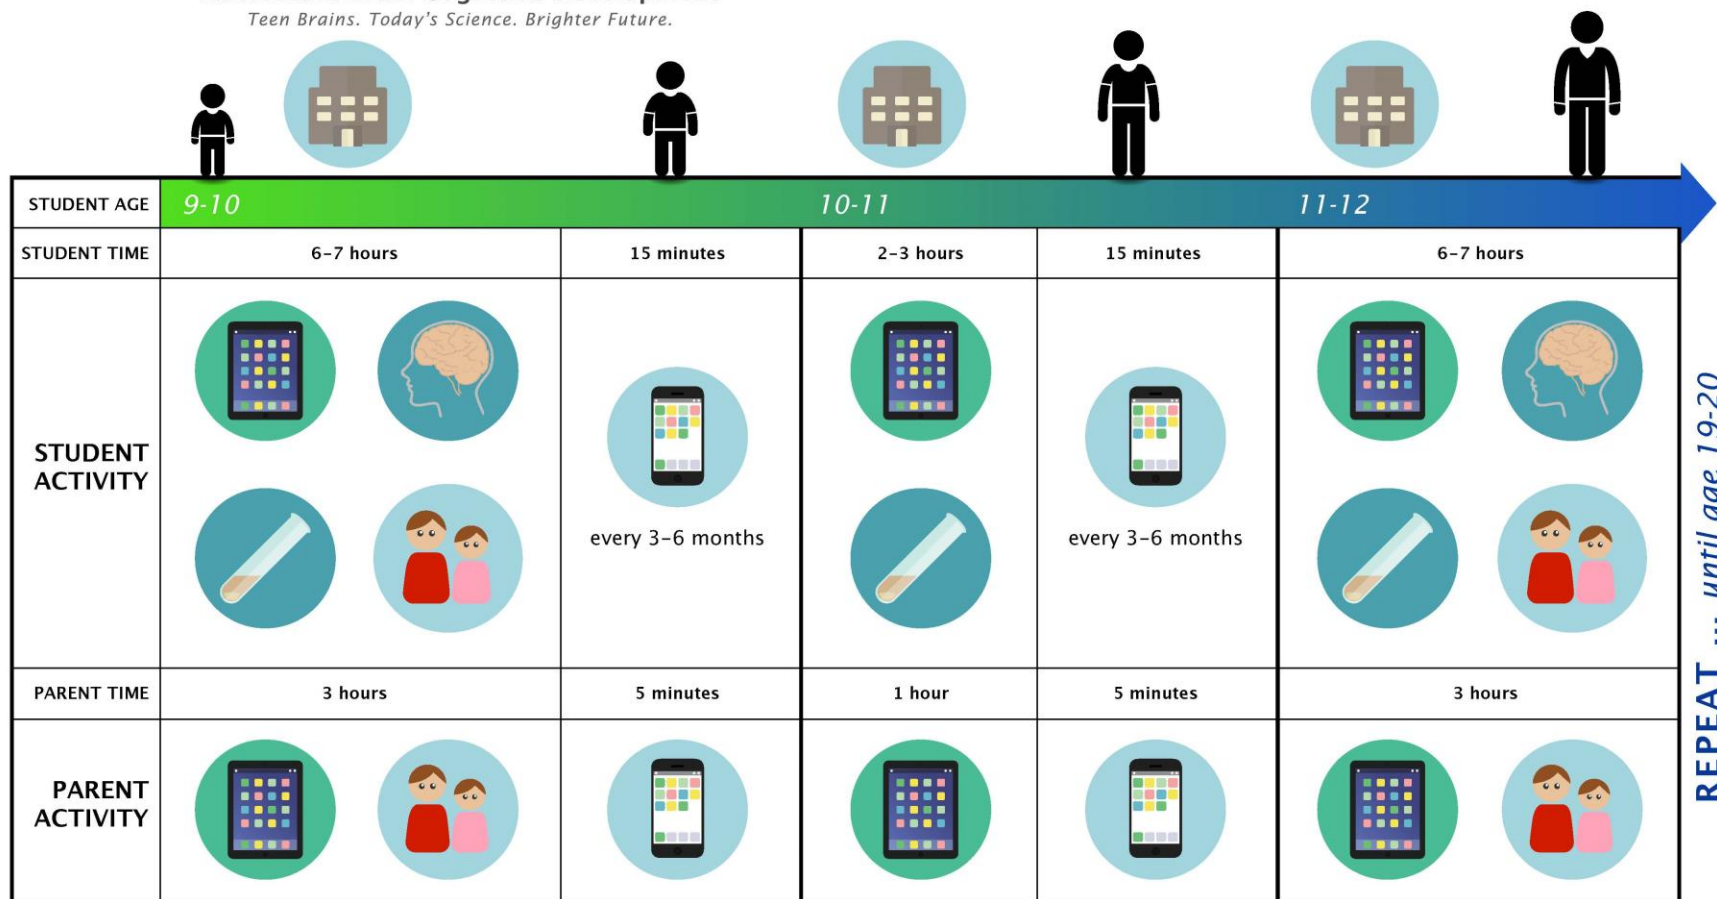 Teen Brains. Today's Science. Brighter Future.
STUDENT AGE 9-10 10-11 11-12
STUDENT TIME 6-7 hours 15 minutes 2-3 hours 15 minutes 6-7 hours
STUDENT
ACTIVITY
every 3-6 months every 3-6 months
PARENT TIME 3 hours 5 minutes 1 hour 5 minutes 3 hours
PARENT
ACTIVITY
REPEAT ... until age 19-20